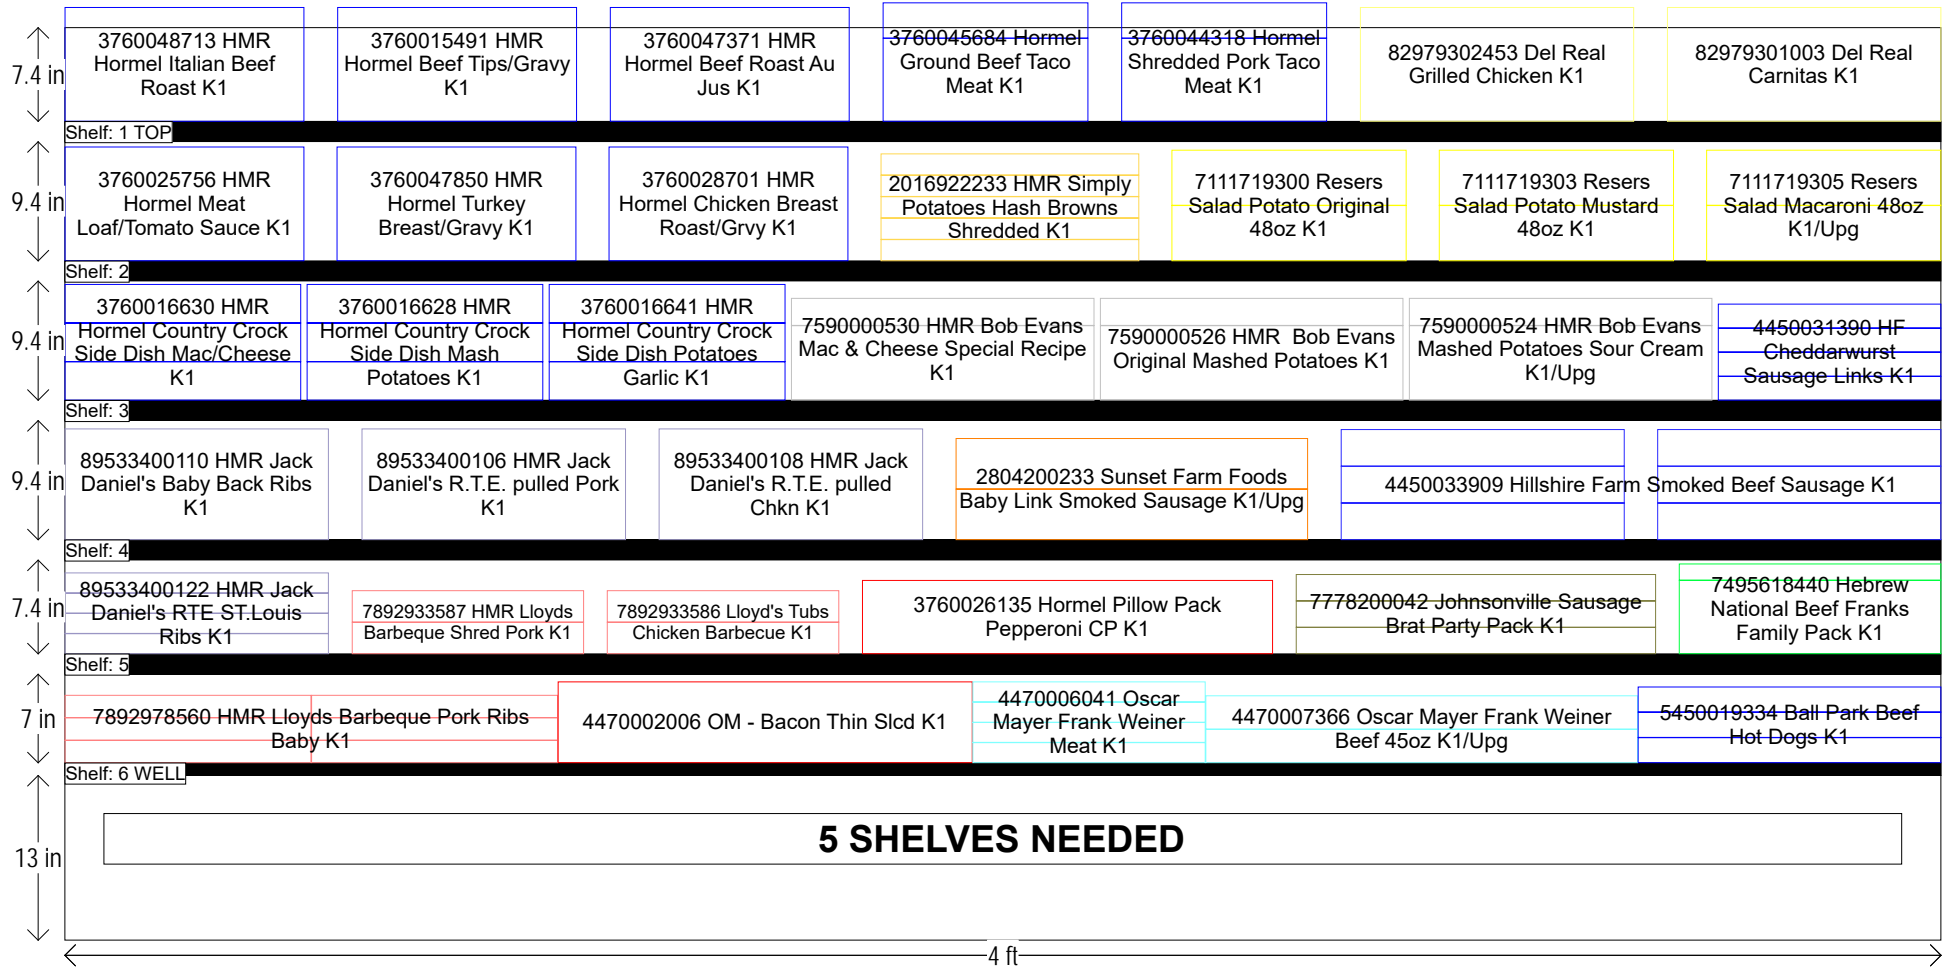 7.4 in
3760048713 HMR
Hormel Italian Beef
Roast K1
3760015491 HMR
Hormel Beef Tips/Gravy
K1
3760047371 HMR
Hormel Beef Roast Au
Jus K1
3760045684 Hormel
Ground Beef Taco
Meat K1
3760044318 Hormel
Shredded Pork Taco
Meat K1
82979302453 Del Real
Grilled Chicken K1
82979301003 Del Real
Carnitas K1
Shelf: 1 TOP
9.4 in
3760025756 HMR
Hormel Meat
Loaf/Tomato Sauce K1
3760047850 HMR
Hormel Turkey
Breast/Gravy K1
3760028701 HMR
Hormel Chicken Breast
Roast/Grvy K1
2016922233 HMR Simply
Potatoes Hash Browns
Shredded K1
7111719300 Resers
Salad Potato Original
48oz K1
7111719303 Resers
Salad Potato Mustard
48oz K1
7111719305 Resers
Salad Macaroni 48oz
K1/Upg
Shelf: 2
9.4 in
3760016630 HMR
Hormel Country Crock
Side Dish Mac/Cheese
K1
3760016628 HMR
Hormel Country Crock
Side Dish Mash
Potatoes K1
3760016641 HMR
Hormel Country Crock
Side Dish Potatoes
Garlic K1
7590000530 HMR Bob Evans
Mac & Cheese Special Recipe
K1
7590000526 HMR  Bob Evans
Original Mashed Potatoes K1
7590000524 HMR Bob Evans
Mashed Potatoes Sour Cream
K1/Upg
4450031390 HF
Cheddarwurst
Sausage Links K1
Shelf: 3
9.4 in
89533400110 HMR Jack
Daniel's Baby Back Ribs
K1
89533400106 HMR Jack
Daniel's R.T.E. pulled Pork
K1
89533400108 HMR Jack
Daniel's R.T.E. pulled
Chkn K1
2804200233 Sunset Farm Foods
Baby Link Smoked Sausage K1/Upg
4450033909 Hillshire Farm Smoked Beef Sausage K1
Shelf: 4
7.4 in
89533400122 HMR Jack
Daniel's RTE ST.Louis
Ribs K1
7892933587 HMR Lloyds
Barbeque Shred Pork K1
7892933586 Lloyd's Tubs
Chicken Barbecue K1
3760026135 Hormel Pillow Pack
Pepperoni CP K1
7778200042 Johnsonville Sausage
Brat Party Pack K1
7495618440 Hebrew
National Beef Franks
Family Pack K1
Shelf: 5
7 in
7892978560 HMR Lloyds Barbeque Pork Ribs
Baby K1
4470002006 OM - Bacon Thin Slcd K1
4470006041 Oscar
Mayer Frank Weiner
Meat K1
4470007366 Oscar Mayer Frank Weiner
Beef 45oz K1/Upg
5450019334 Ball Park Beef
Hot Dogs K1
Shelf: 6 WELL
13 in
5 SHELVES NEEDED
4 ft